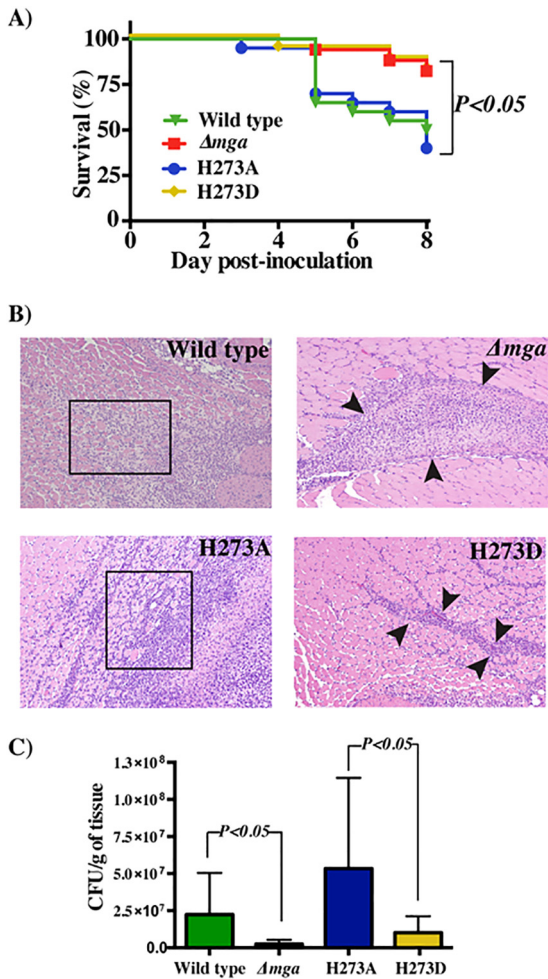 A)
Survival (%)
100
75
50
25
0
Wild type
Δmga
H273A
H273D
P<0.05
0 2 4 6 8
Day post-inoculation
B)
Wild type
Δmga
H273A
H273D
C)
CFU/g of tissue
1.3×10⁸
1.0×10⁸
7.5×10⁷
5.0×10⁷
2.5×10⁷
0.0
P<0.05
P<0.05
Wild type Δmga H273A H273D